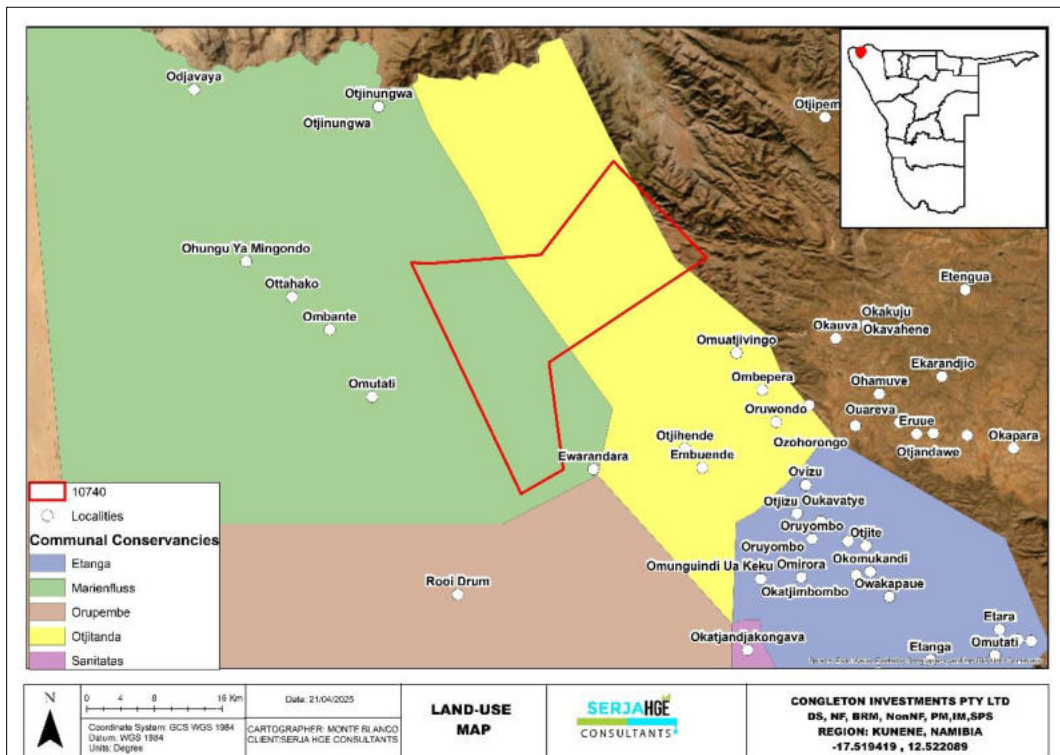 Odjavaya
Otjinungwa
Otjinungwa
Otjipem
Ohungu Ya Mingondo
Ottahako
Ombante
Omutati
Etengua
Okakuju
Okauva
Okavahene
Omuatjivingo
Ekarandjio
Ombepera
Ohamuve
Oruwondo
Ouareva
Eruue
Ozohorongo
Otjandawe
Okapara
Otjihende
Embuende
Ewarandara
Ovizu
Otjizu
Oukavatye
Oruyombo
Otjite
Oruyombo
Okomukandi
Omunguindi Ua Keku
Omirora
Owakapaue
Okatjimbombo
Rooi Drum
Okatjandjakongava
Etara
Etanga
Omutati
10740
Localities
Communal Conservancies
Etanga
Marienfluss
Orupembe
Otjitanda
Sanitatas
N
0 4 8 16 Km
Coordinate System: GCS WGS 1984
Datum: WGS 1984
Units: Degree
Date: 21/04/2025
CARTOGRAPHER: MONTE BLANCO
CLIENT:SERJA HCE CONSULTANTS
LAND-USE
MAP
SERJAHGE
CONSULTANTS
CONGLETON INVESTMENTS PTY LTD
DS, NF, BRM, NonNF, PM,IM,SPS
REGION: KUNENE, NAMIBIA
-17.519419 , 12.522089